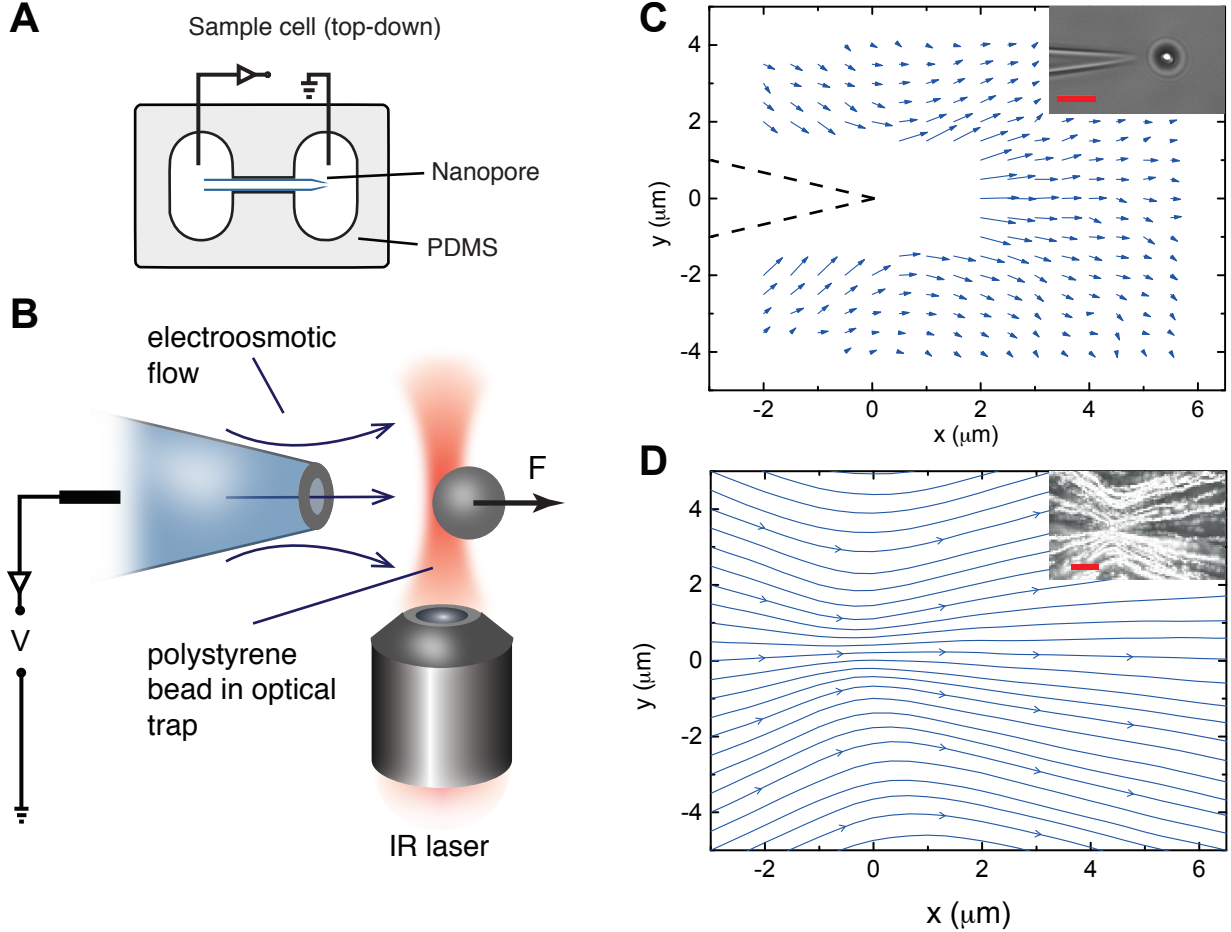 A
Sample cell (top-down)
Nanopore
PDMS
B
electroosmotic
flow
F
V
polystyrene
bead in optical
trap
IR laser
C
4
2
0
-2
-4
y (μm)
-2
0
2
4
6
x (μm)
D
4
2
0
-2
-4
y (μm)
-2
0
2
4
6
x (μm)